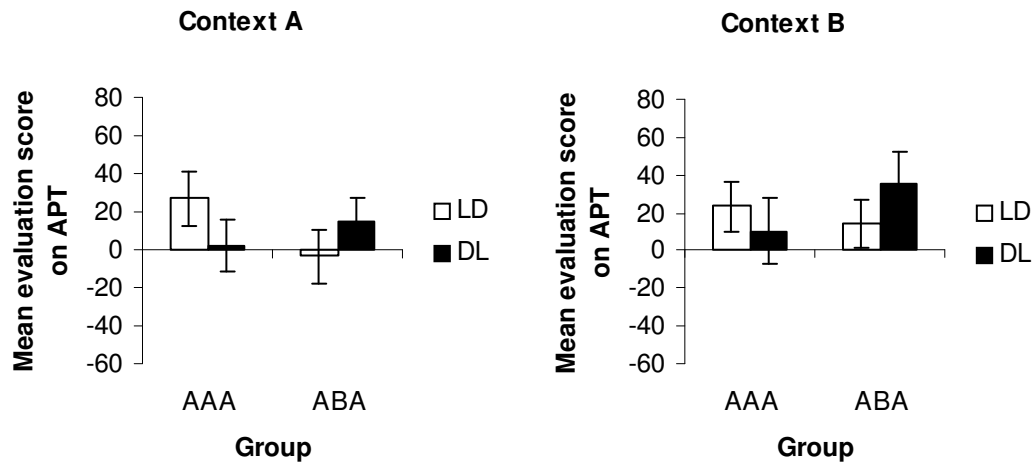 Context A
Mean evaluation score
on APT
80
60
40
20
0
-20
-40
-60
AAA ABA
Group
LD
DL
Context B
Mean evaluation score
on APT
80
60
40
20
0
-20
-40
-60
AAA ABA
Group
LD
DL